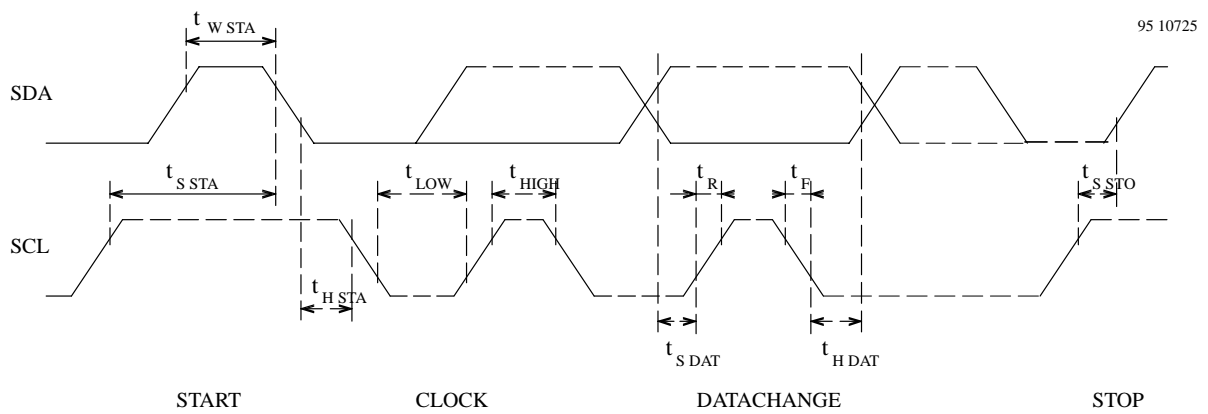 t W STA
95 10725
SDA
t S STA
t LOW
t HIGH
t R
t F
t S STO
SCL
t H STA
t S DAT
t H DAT
START CLOCK DATACHANGE STOP